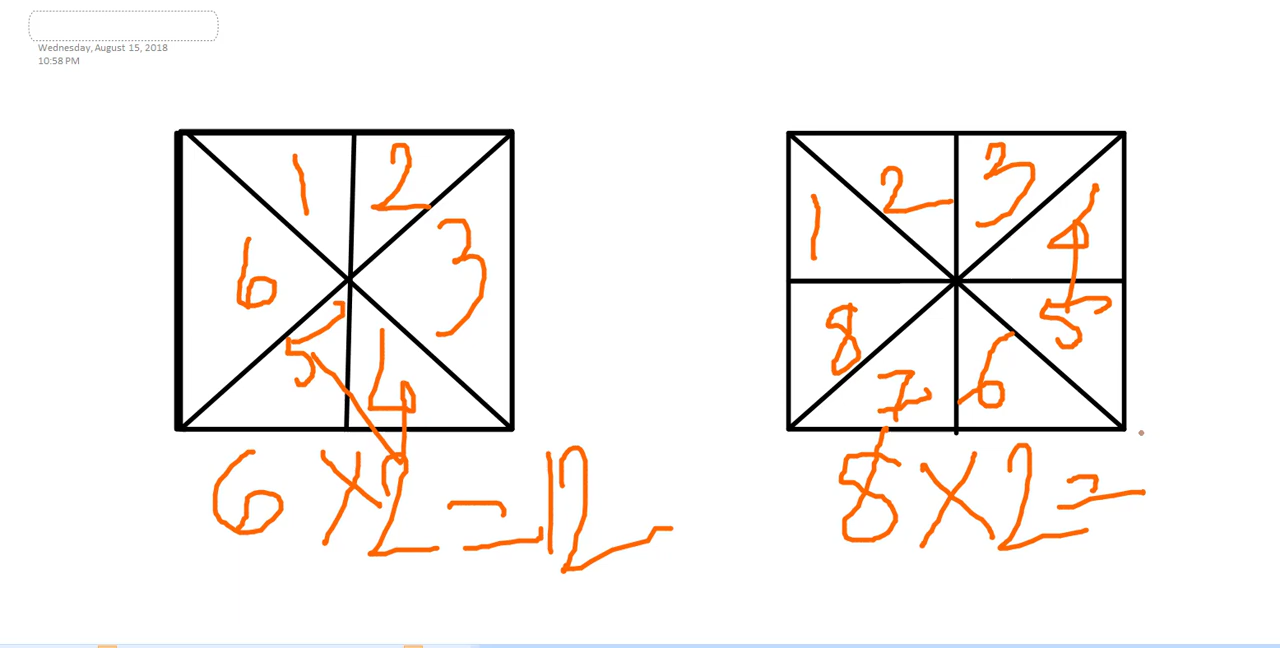 Wednesday, August 15, 2018
10:58 PM
1 2
6 3
5 4
6 × 2 = 12
2 3
1 4
8 5
7 6
8 × 2 =